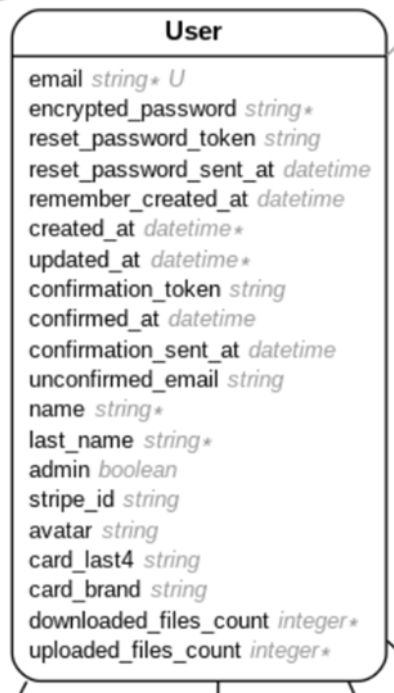 User
email string* U
encrypted_password string*
reset_password_token string
reset_password_sent_at datetime
remember_created_at datetime
created_at datetime*
updated_at datetime*
confirmation_token string
confirmed_at datetime
confirmation_sent_at datetime
unconfirmed_email string
name string*
last_name string*
admin boolean
stripe_id string
avatar string
card_last4 string
card_brand string
downloaded_files_count integer*
uploaded_files_count integer*